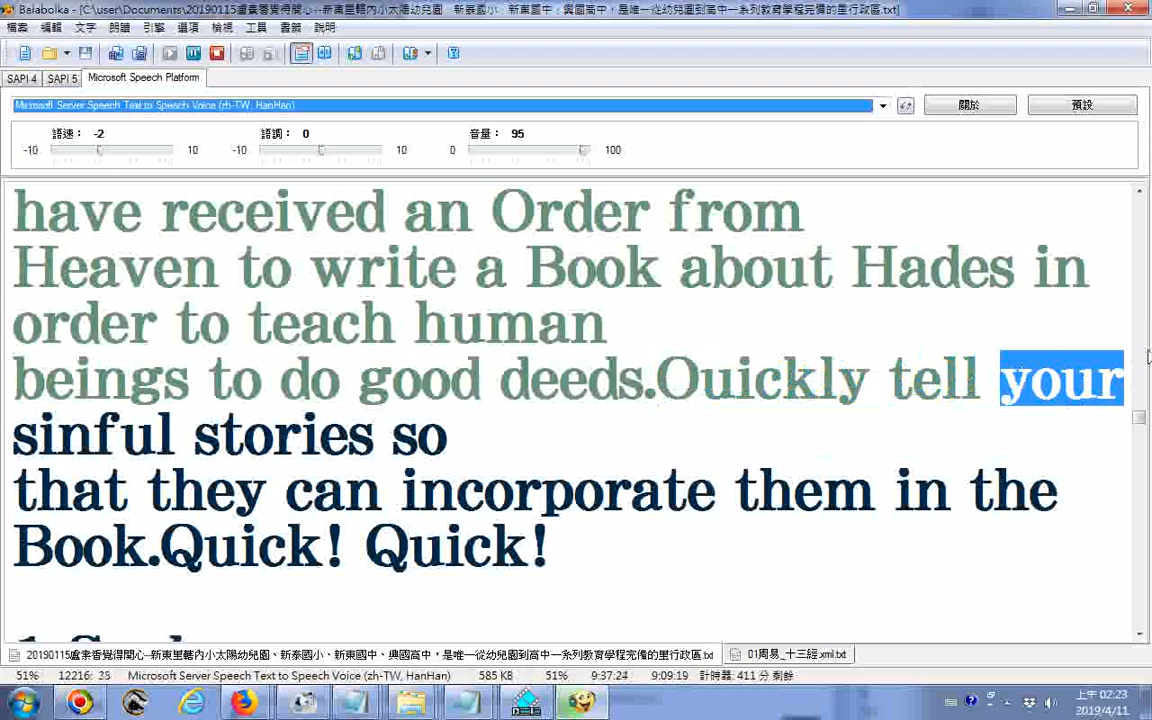 Balabolka - [C:\user\Documents\20190115盧素香覺得開心--新東里轄內小太陽幼兒園、新泰國小、新東國中、興國高中，是唯一從幼兒園到高中一系列教育學程完備的里行政區.txt]
檔案 編輯 文字 朗讀 引擎 選項 工具 書籤 說明
SAPI 4 SAPI 5 Microsoft Speech Platform
Microsoft Server Speech Text to Speech Voice (zh-TW, HanHan) 關於 預設
語速： -2 語調： 0 音量： 95
-10 10 -10 10 0 100
have received an Order from
Heaven to write a Book about Hades in
order to teach human
beings to do good deeds.Quickly tell your
sinful stories so
that they can incorporate them in the
Book.Quick! Quick!
20190115盧素香覺得開心--新東里轄內小太陽幼兒園、新泰國小、新東國中、興國高中，是唯一從幼兒園到高中一系列教育學程完備的里行政區.txt 01周易_十三經.xml.txt
51% 12216: 23 Microsoft Server Speech Text to Speech Voice (zh-TW, HanHan) 585 KB 51% 9:37:24 9:09:19 計時器: 411 分 剩餘
上午 02:23
2019/4/11